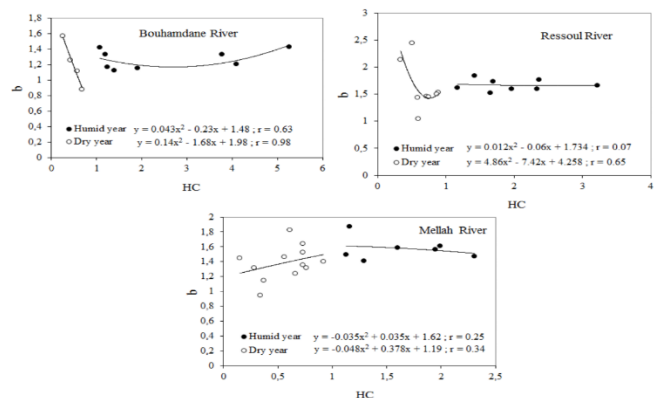 Bouhamdane River
1,8
1,6
1,4
1,2
1
0,8
0,6
0,4
0,2
0
b
Humid year y = 0.043x² - 0.23x + 1.48 ; r = 0.63
Dry year y = 0.14x² - 1.68x + 1.98 ; r = 0.98
0 1 2 3 4 5 6
HC
Ressoul River
3
2,5
2
1,5
1
0,5
0
b
Humid year y = 0.012x² - 0.06x + 1.734 ; r = 0.07
Dry year y = 4.86x² - 7.42x + 4.258 ; r = 0.65
0 1 2 3 4
HC
Mellah River
2
1,8
1,6
1,4
1,2
1
0,8
0,6
0,4
0,2
0
b
Humid year y = -0.035x² + 0.035x + 1.62 ; r = 0.25
Dry year y = -0.048x² + 0.378x + 1.19 ; r = 0.34
0 0,5 1 1,5 2 2,5
HC